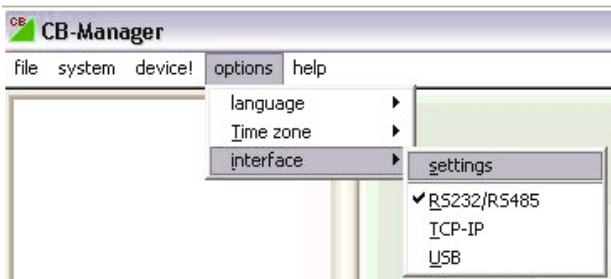 CB CB-Manager
file system device! options help
language
Time zone
interface
settings
RS232/RS485
TCP-IP
USB